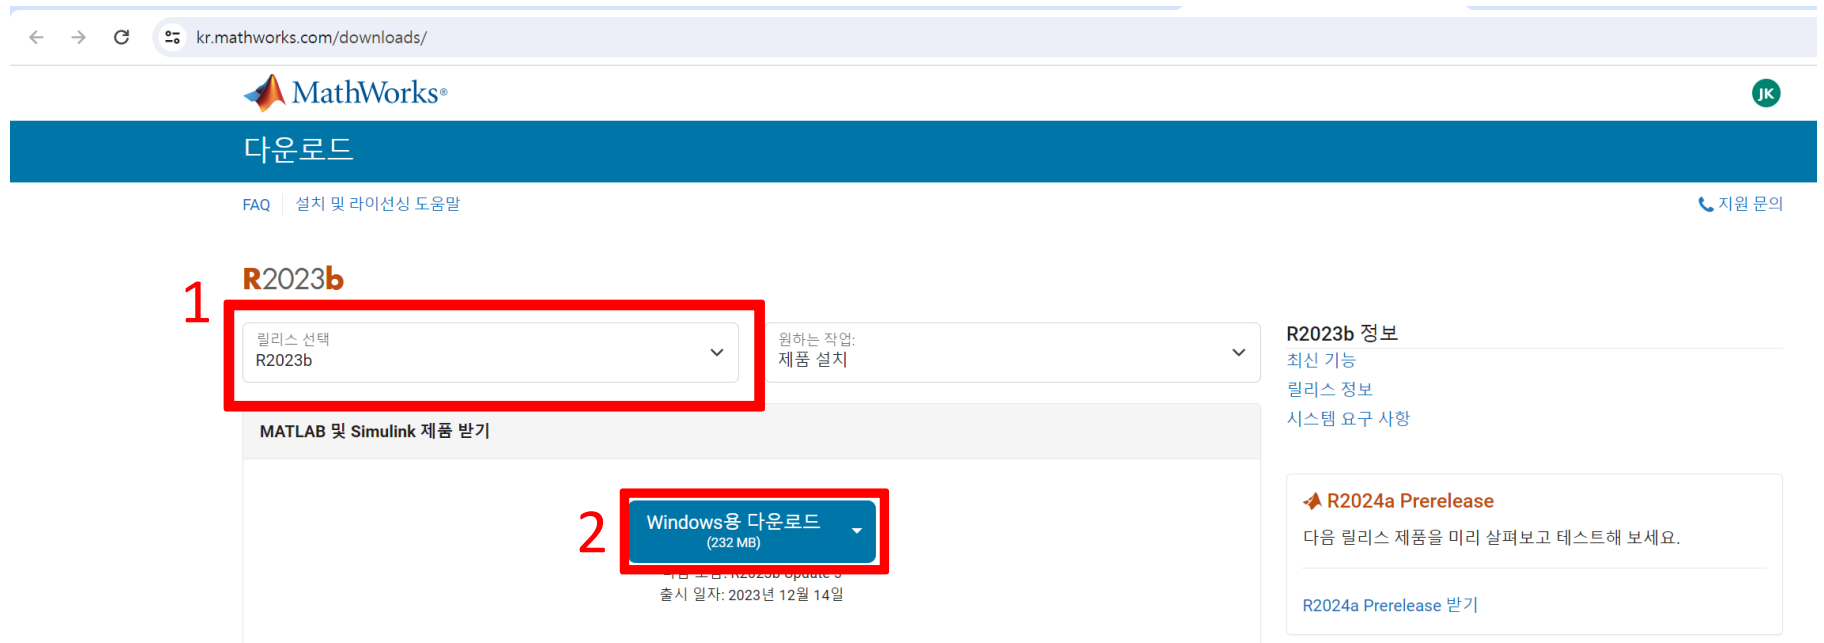 kr.mathworks.com/downloads/
MathWorks®
JK
다운로드
FAQ 설치 및 라이선싱 도움말
지원 문의
R2023b
1
릴리스 선택
R2023b
원하는 작업:
제품 설치
R2023b 정보
최신 기능
릴리스 정보
시스템 요구 사항
MATLAB 및 Simulink 제품 받기
2
Windows용 다운로드
(232 MB)
R2023b Update 5
출시 일자: 2023년 12월 14일
R2024a Prerelease
다음 릴리스 제품을 미리 살펴보고 테스트해 보세요.
R2024a Prerelease 받기